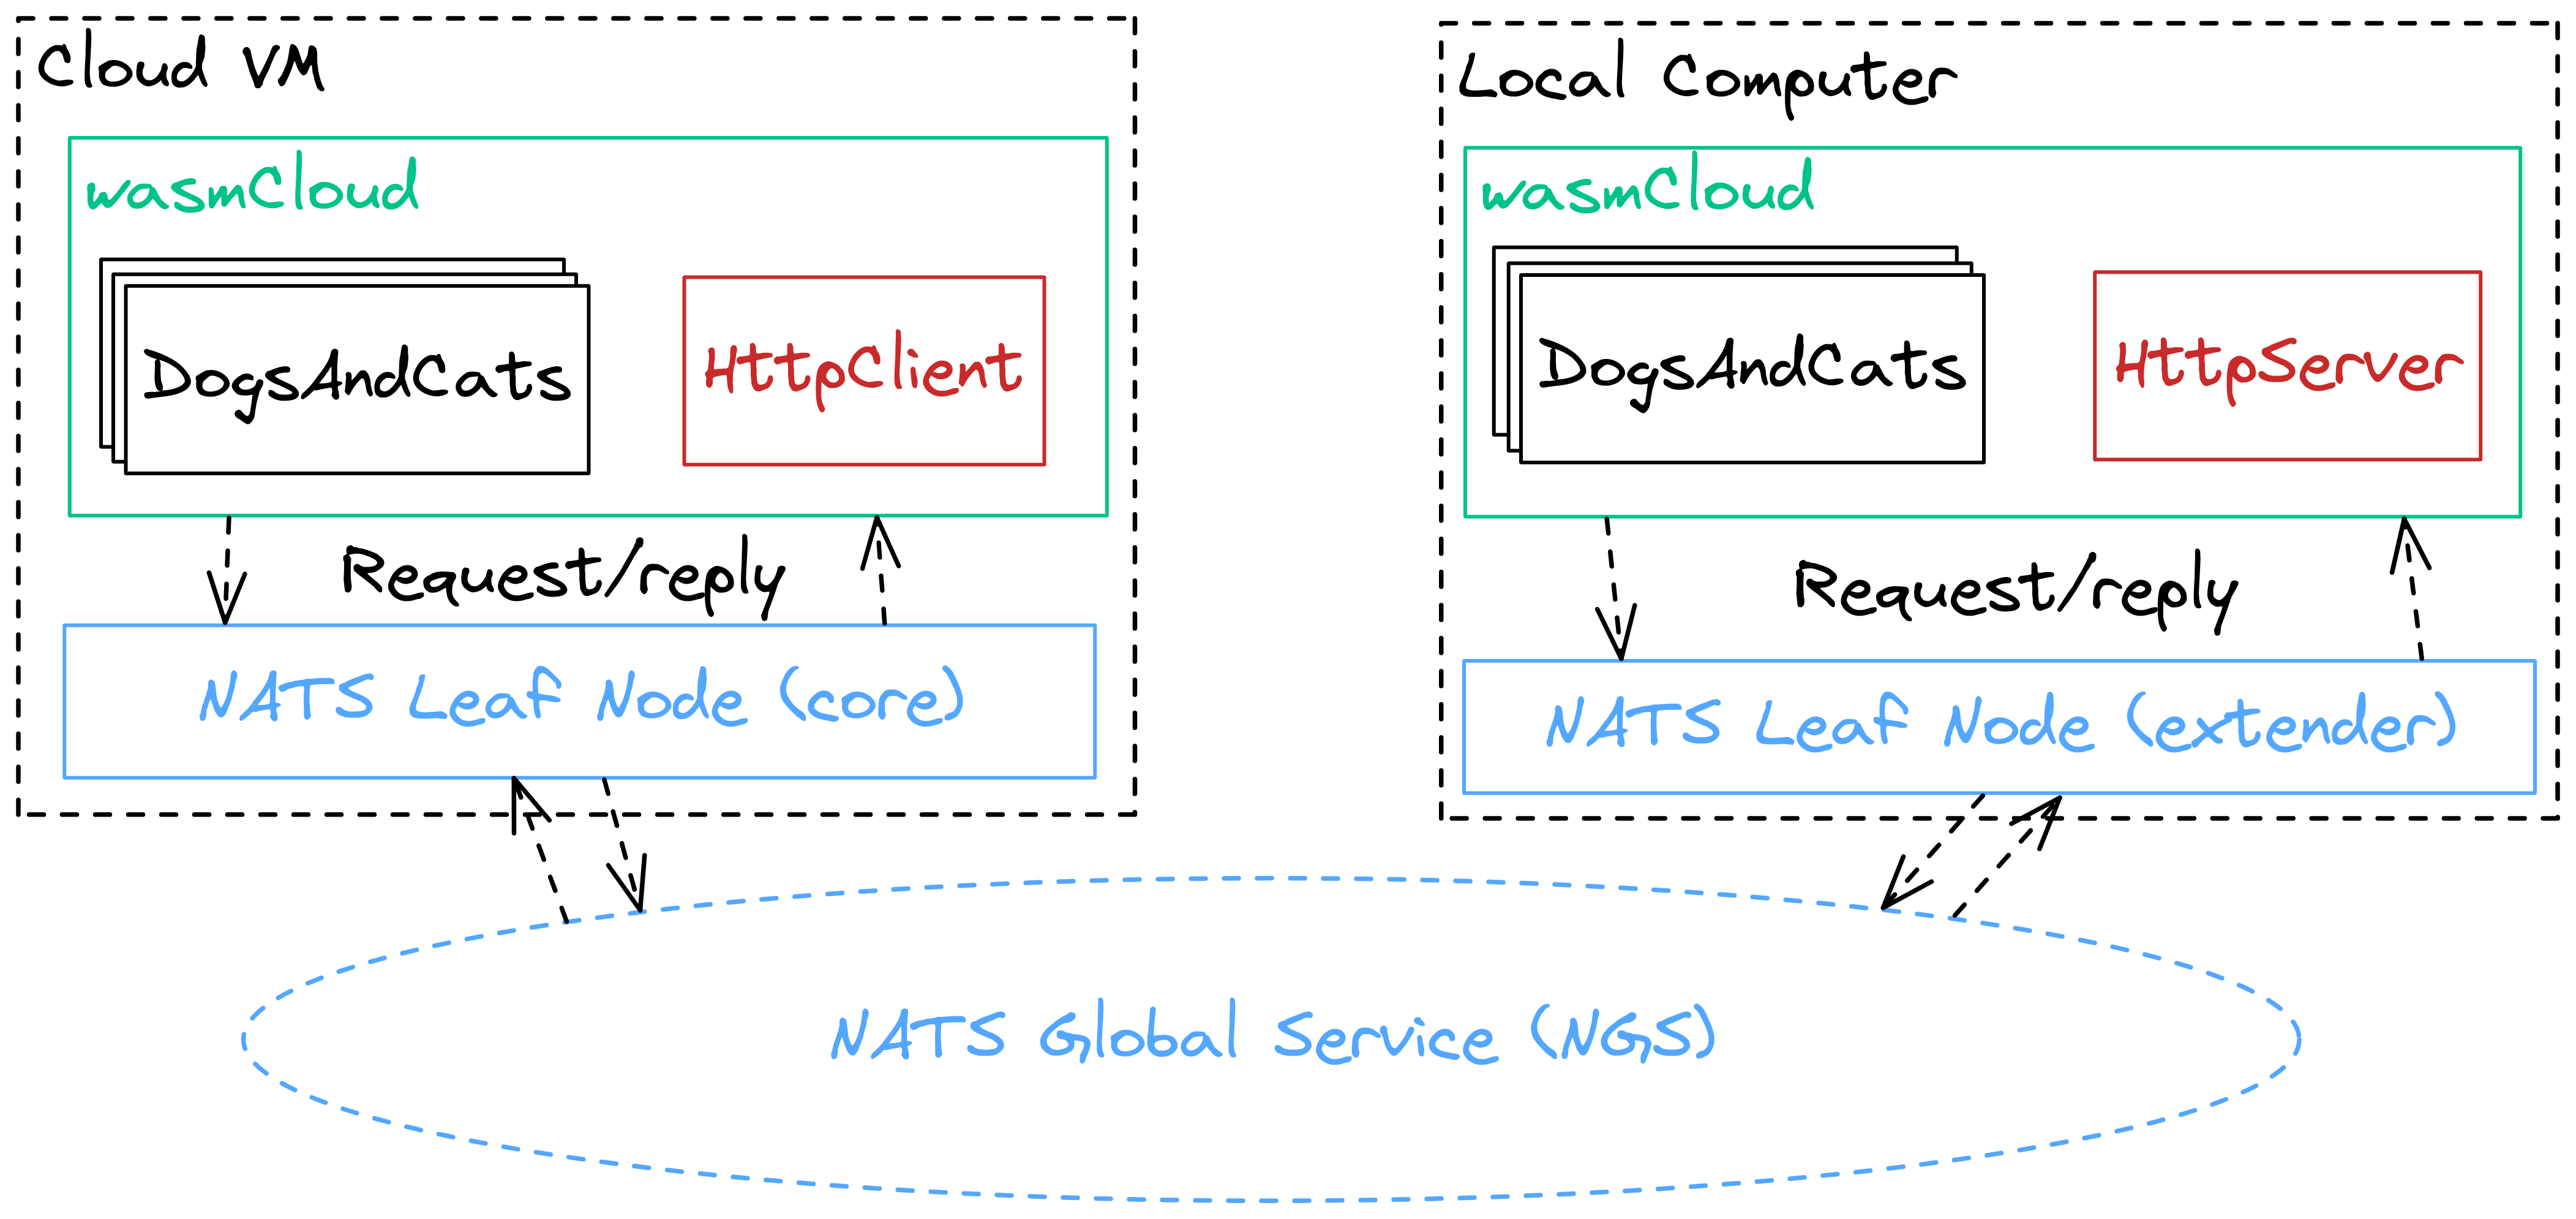 Cloud VM
wasmCloud
DogsAndCats
HttpClient
Request/reply
NATS Leaf Node (core)
Local Computer
wasmCloud
DogsAndCats
HttpServer
Request/reply
NATS Leaf Node (extender)
NATS Global Service (NGS)